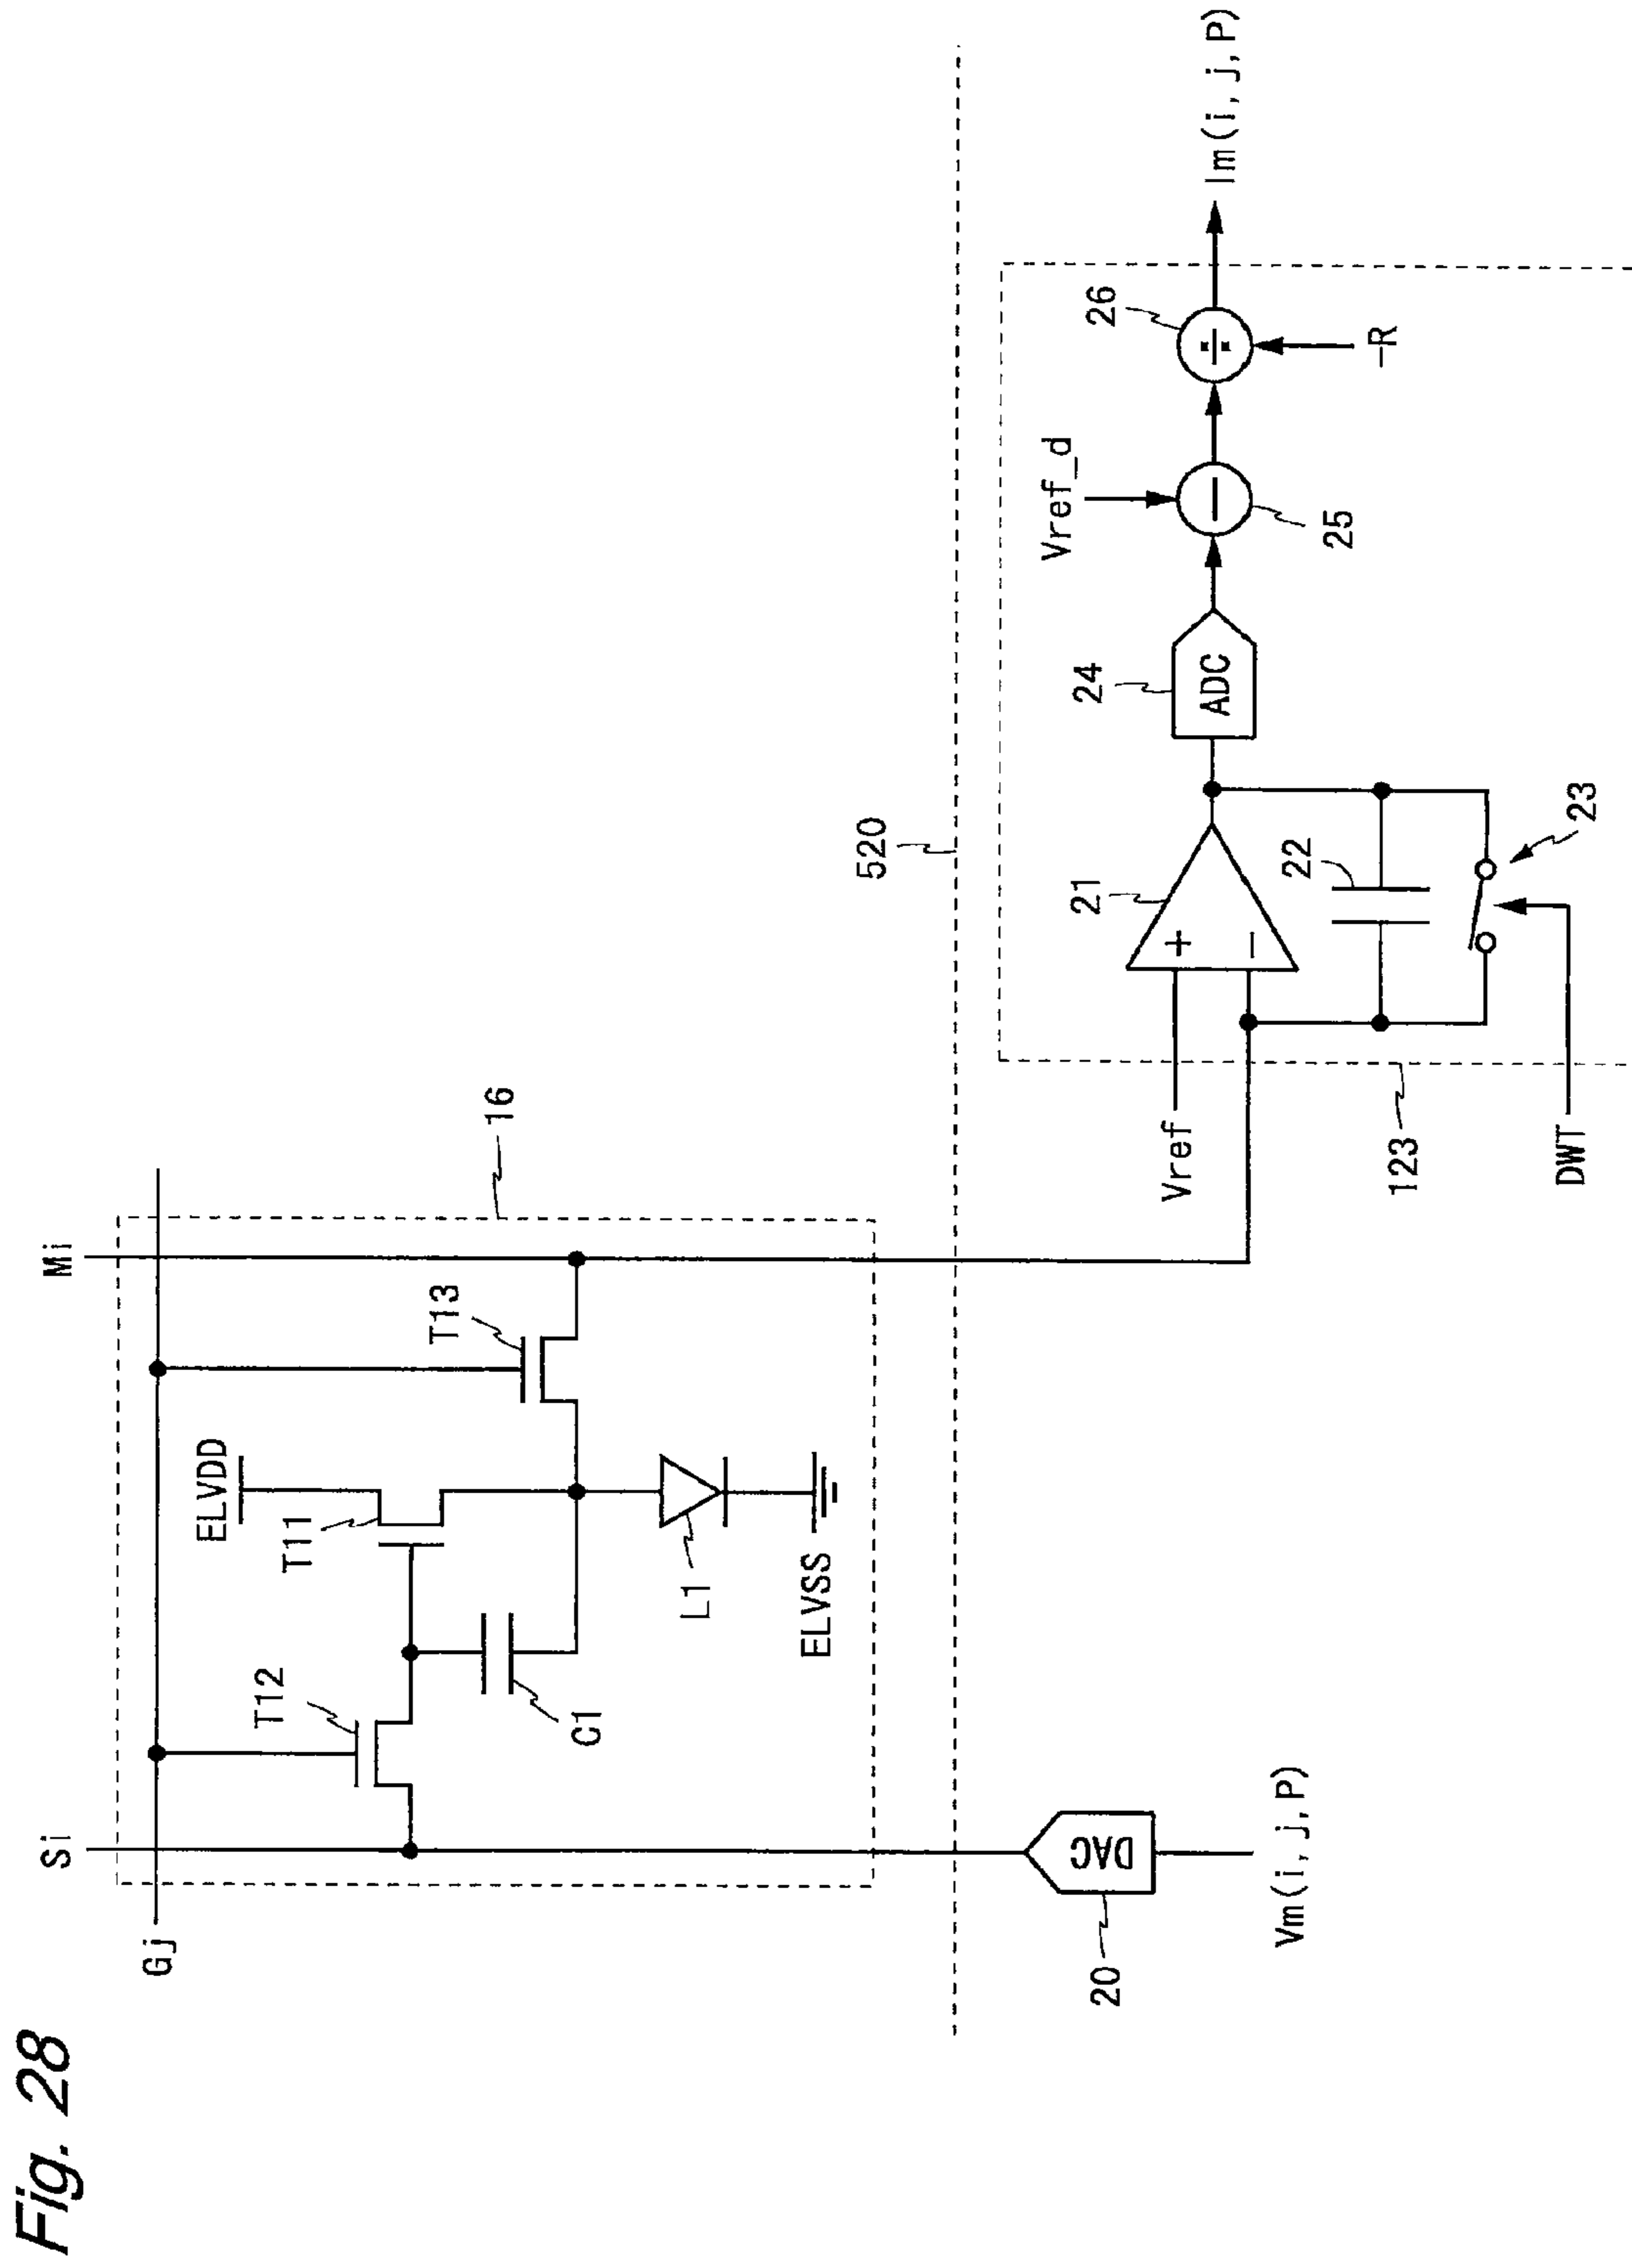 Fig. 28
Gj
Si
Mi
16
T12
T11
ELVDD
T13
C1
L1
ELVSS
520
20
DAC
Vm(i, j, P)
Vref
21
+
−
22
23
24
ADC
Vref_d
−
25
26
÷
-R
Im(i, j, P)
123
DWT